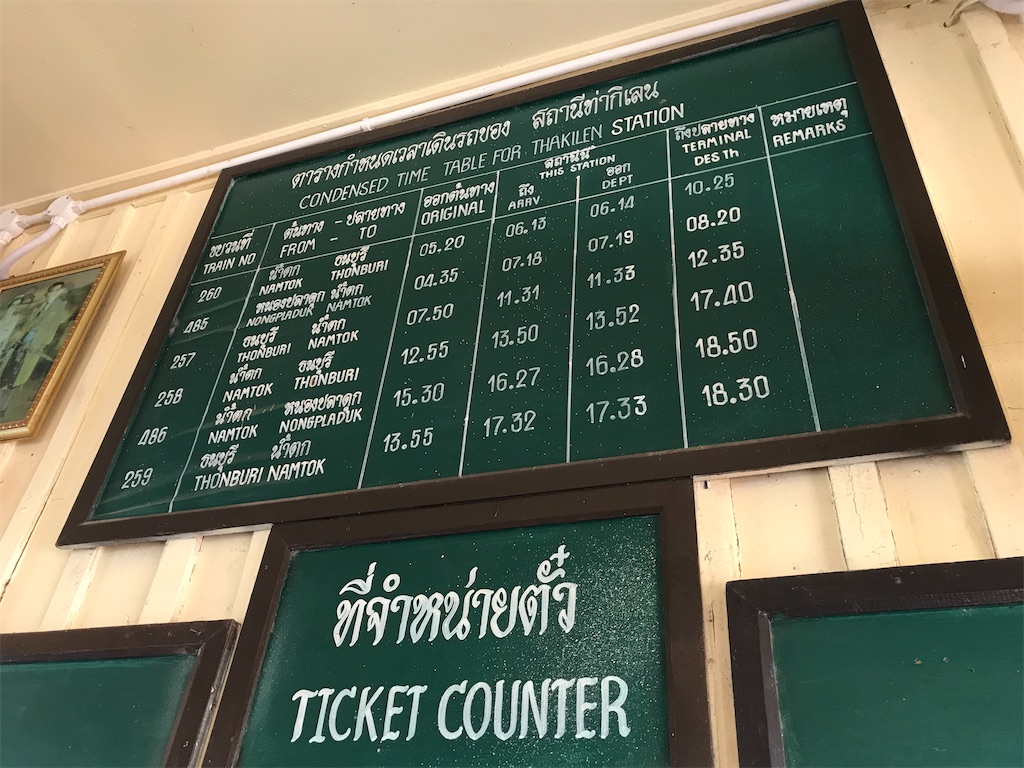 ตารางกำหนดเวลาเดินรถของ สถานีท่ากิเลน
CONDENSED TIME TABLE FOR THAKILEN STATION
ขบวนที่ ต้นทาง - ปลายทาง ออกต้นทาง สถานีนี้ ถึงปลายทาง หมายเหตุ
TRAIN NO FROM - TO ORIGINAL THIS STATION TERMINAL REMARKS
ถึง ออก DESTh
ARRV DEPT
น้ำตก ธนบุรี
260 NAMTOK THONBURI 05.20 06.13 06.14 10.25
หนองปลาดุก น้ำตก
485 NONGPLADUK NAMTOK 04.35 07.18 07.19 08.20
ธนบุรี น้ำตก
257 THONBURI NAMTOK 07.50 11.31 11.33 12.35
น้ำตก ธนบุรี
258 NAMTOK THONBURI 12.55 13.50 13.52 17.40
น้ำตก หนองปลาดุก
486 NAMTOK NONGPLADUK 15.30 16.27 16.28 18.50
ธนบุรี น้ำตก
259 THONBURI NAMTOK 13.55 17.32 17.33 18.30
ที่จำหน่ายตั๋ว
TICKET COUNTER